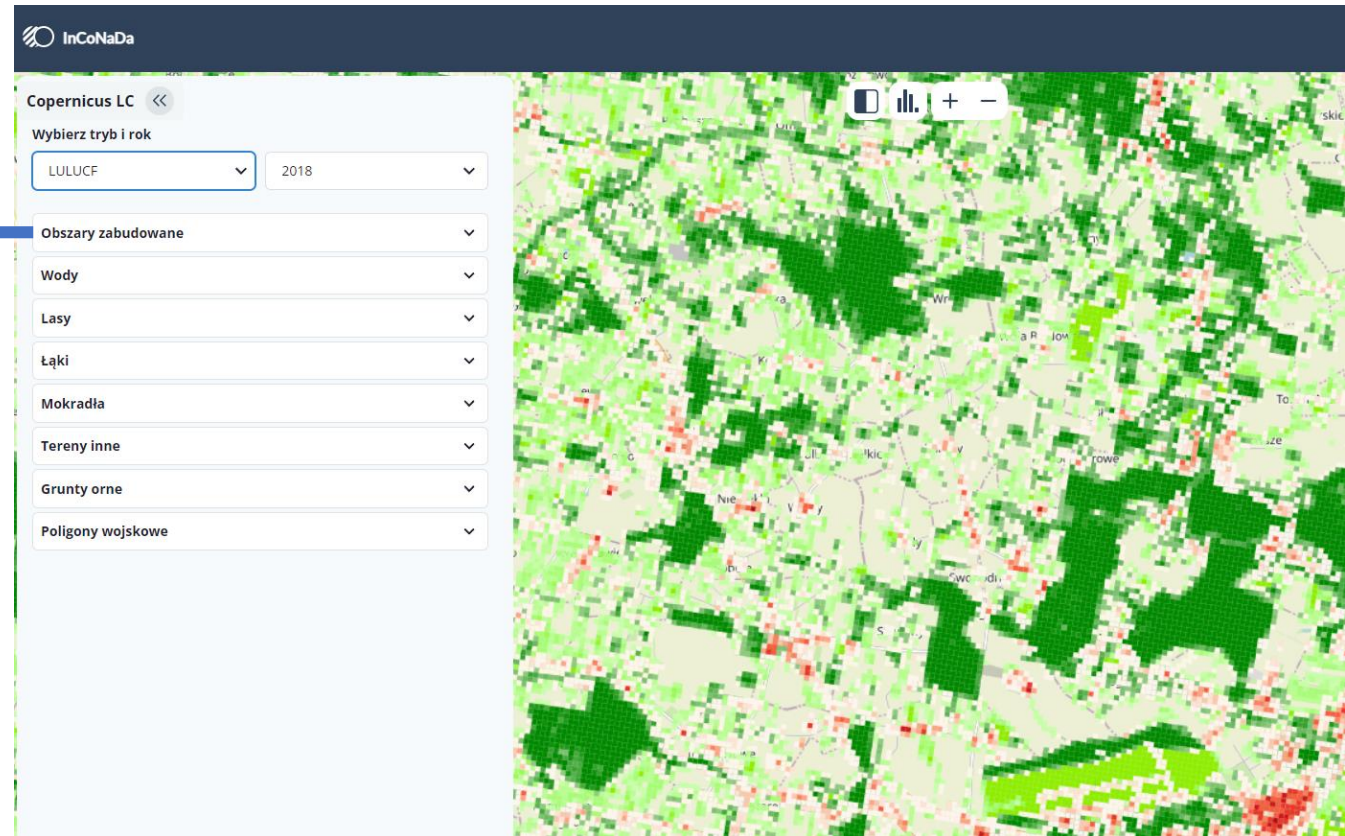 InCoNaDa
Copernicus LC
Wybierz tryb i rok
LULUCF
2018
Obszary zabudowane
Wody
Lasy
Łąki
Mokradła
Tereny inne
Grunty orne
Poligony wojskowe